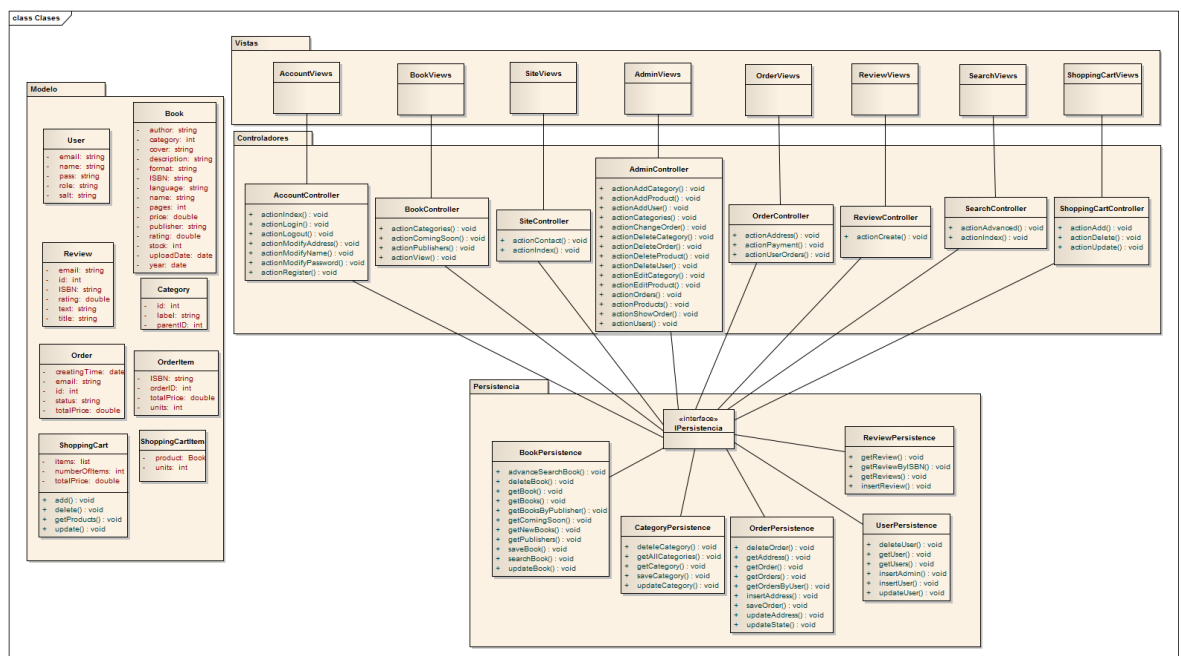 class Clases
Vistas
AccountViews
BookViews
SiteViews
AdminViews
OrderViews
ReviewViews
SearchViews
ShoppingCartViews
Modelo
User
- email: string
- name: string
- pass: string
- role: string
- salt: string
Book
- author: string
- category: int
- cover: string
- description: string
- format: string
- ISBN: string
- language: string
- name: string
- pages: int
- price: double
- publisher: string
- rating: double
- stock: int
- uploadDate: date
- year: date
Review
- email: string
- id: int
- ISBN: string
- rating: double
- text: string
- title: string
Category
- id: int
- label: string
- parentID: int
Order
- creatingTime: date
- email: string
- id: int
- status: string
- totalPrice: double
OrderItem
- ISBN: string
- orderID: int
- totalPrice: double
- units: int
ShoppingCart
- items: list
- numberOfItems: int
- totalPrice: double
+ add() : void
+ delete() : void
+ getProducts() : void
+ update() : void
ShoppingCartItem
- product: Book
- units: int
Controladores
AccountController
+ actionIndex() : void
+ actionLogin() : void
+ actionLogout() : void
+ actionModifyAddress() : void
+ actionModifyName() : void
+ actionModifyPassword() : void
+ actionRegister() : void
BookController
+ actionCategories() : void
+ actionComingSoon() : void
+ actionPublishers() : void
+ actionView() : void
SiteController
+ actionContact() : void
+ actionIndex() : void
AdminController
+ actionAddCategory() : void
+ actionAddProduct() : void
+ actionAddUser() : void
+ actionCategories() : void
+ actionChangeOrder() : void
+ actionDeleteCategory() : void
+ actionDeleteOrder() : void
+ actionDeleteProduct() : void
+ actionDeleteUser() : void
+ actionEditCategory() : void
+ actionEditProduct() : void
+ actionOrders() : void
+ actionProducts() : void
+ actionShowOrder() : void
+ actionUsers() : void
OrderController
+ actionAddress() : void
+ actionPayment() : void
+ actionUserOrders() : void
ReviewController
+ actionCreate() : void
SearchController
+ actionAdvanced() : void
+ actionIndex() : void
ShoppingCartController
+ actionAdd() : void
+ actionDelete() : void
+ actionUpdate() : void
Persistencia
«interface»
IPersistencia
BookPersistence
+ advanceSearchBook() : void
+ deleteBook() : void
+ getBook() : void
+ getBooks() : void
+ getBooksByPublisher() : void
+ getComingSoon() : void
+ getNewBooks() : void
+ getPublishers() : void
+ saveBook() : void
+ searchBook() : void
+ updateBook() : void
CategoryPersistence
+ deteleCategory() : void
+ getAllCategories() : void
+ getCategory() : void
+ saveCategory() : void
+ updateCategory() : void
OrderPersistence
+ deleteOrder() : void
+ getAddress() : void
+ getOrder() : void
+ getOrders() : void
+ getOrdersByUser() : void
+ insertAddress() : void
+ saveOrder() : void
+ updateAddress() : void
+ updateState() : void
ReviewPersistence
+ getReview() : void
+ getReviewByISBN() : void
+ getReviews() : void
+ insertReview() : void
UserPersistence
+ deleteUser() : void
+ getUser() : void
+ getUsers() : void
+ insertAdmin() : void
+ insertUser() : void
+ updateUser() : void